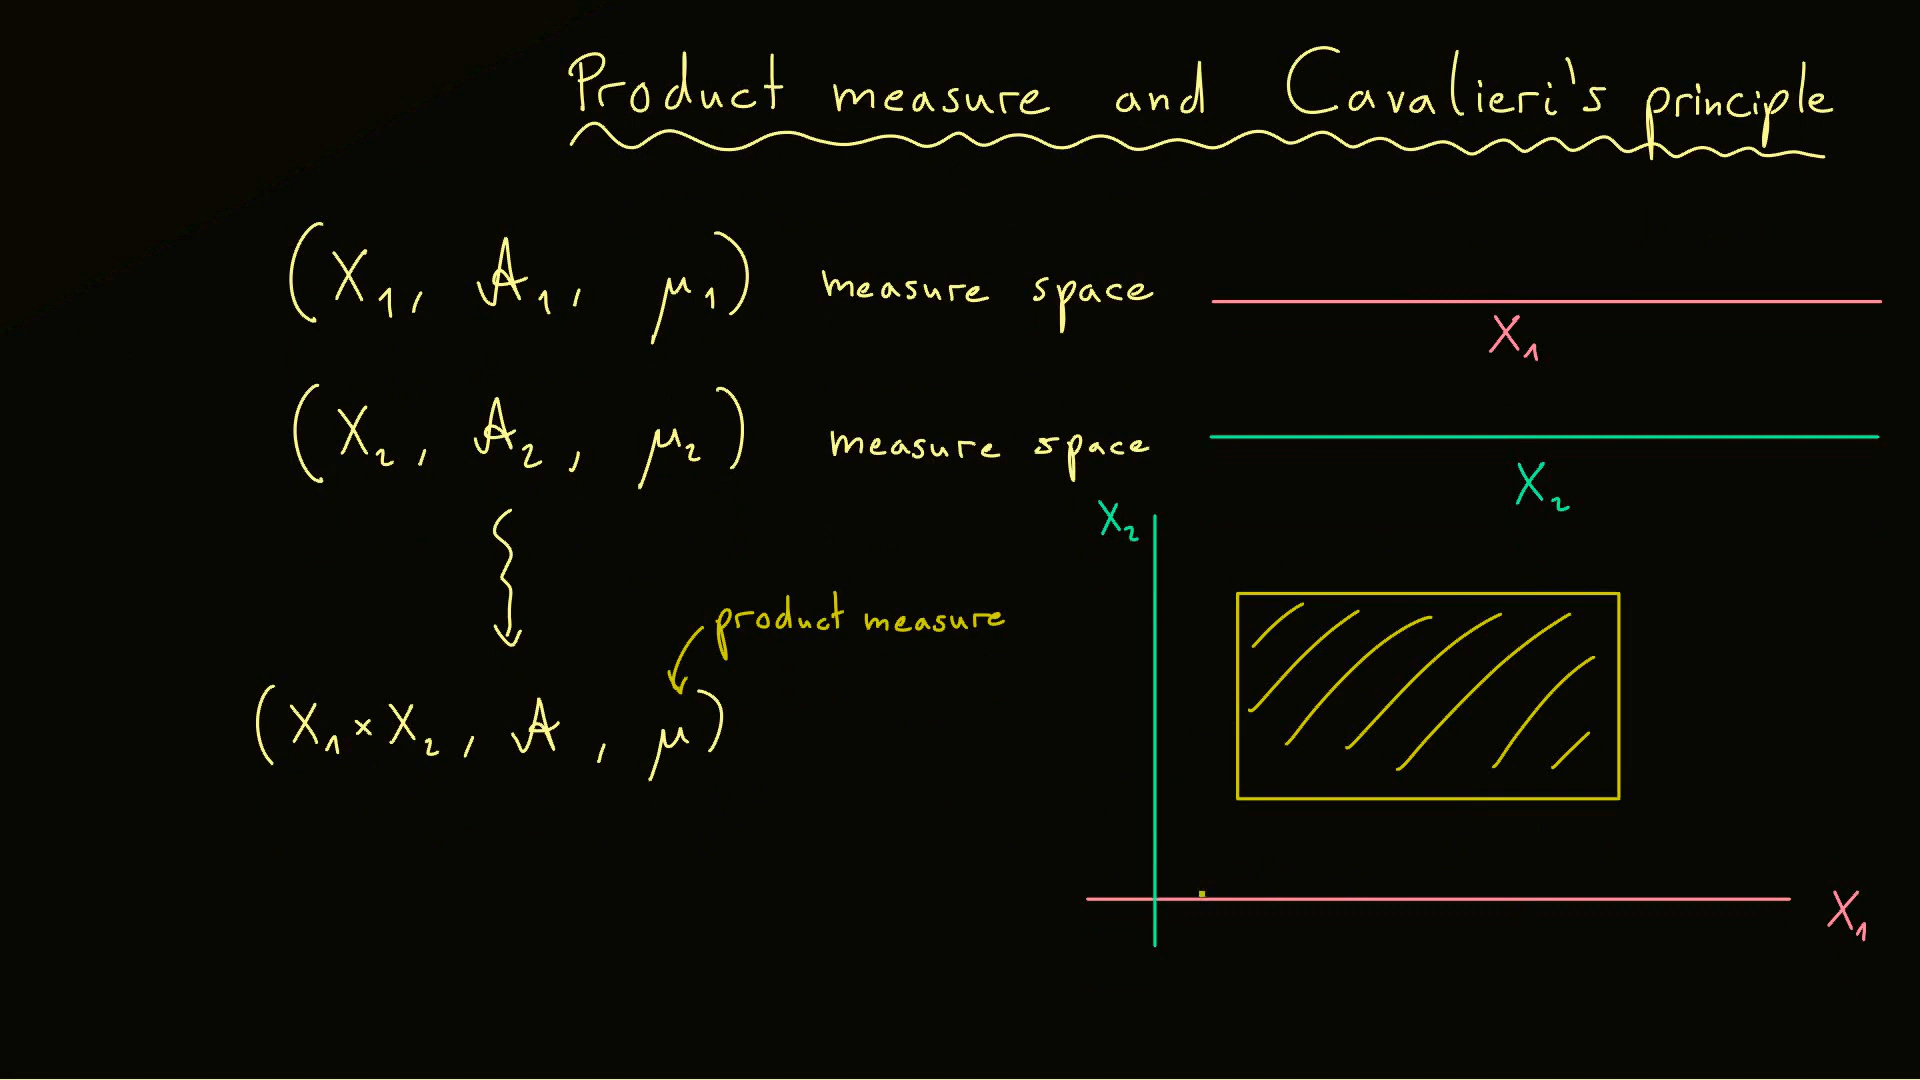 Product measure and Cavalieri's principle
(X₁, 𝒜₁, μ₁) measure space
X₁
(X₂, 𝒜₂, μ₂) measure space
X₂
X₂
product measure
(X₁ × X₂, 𝒜, μ)
X₁